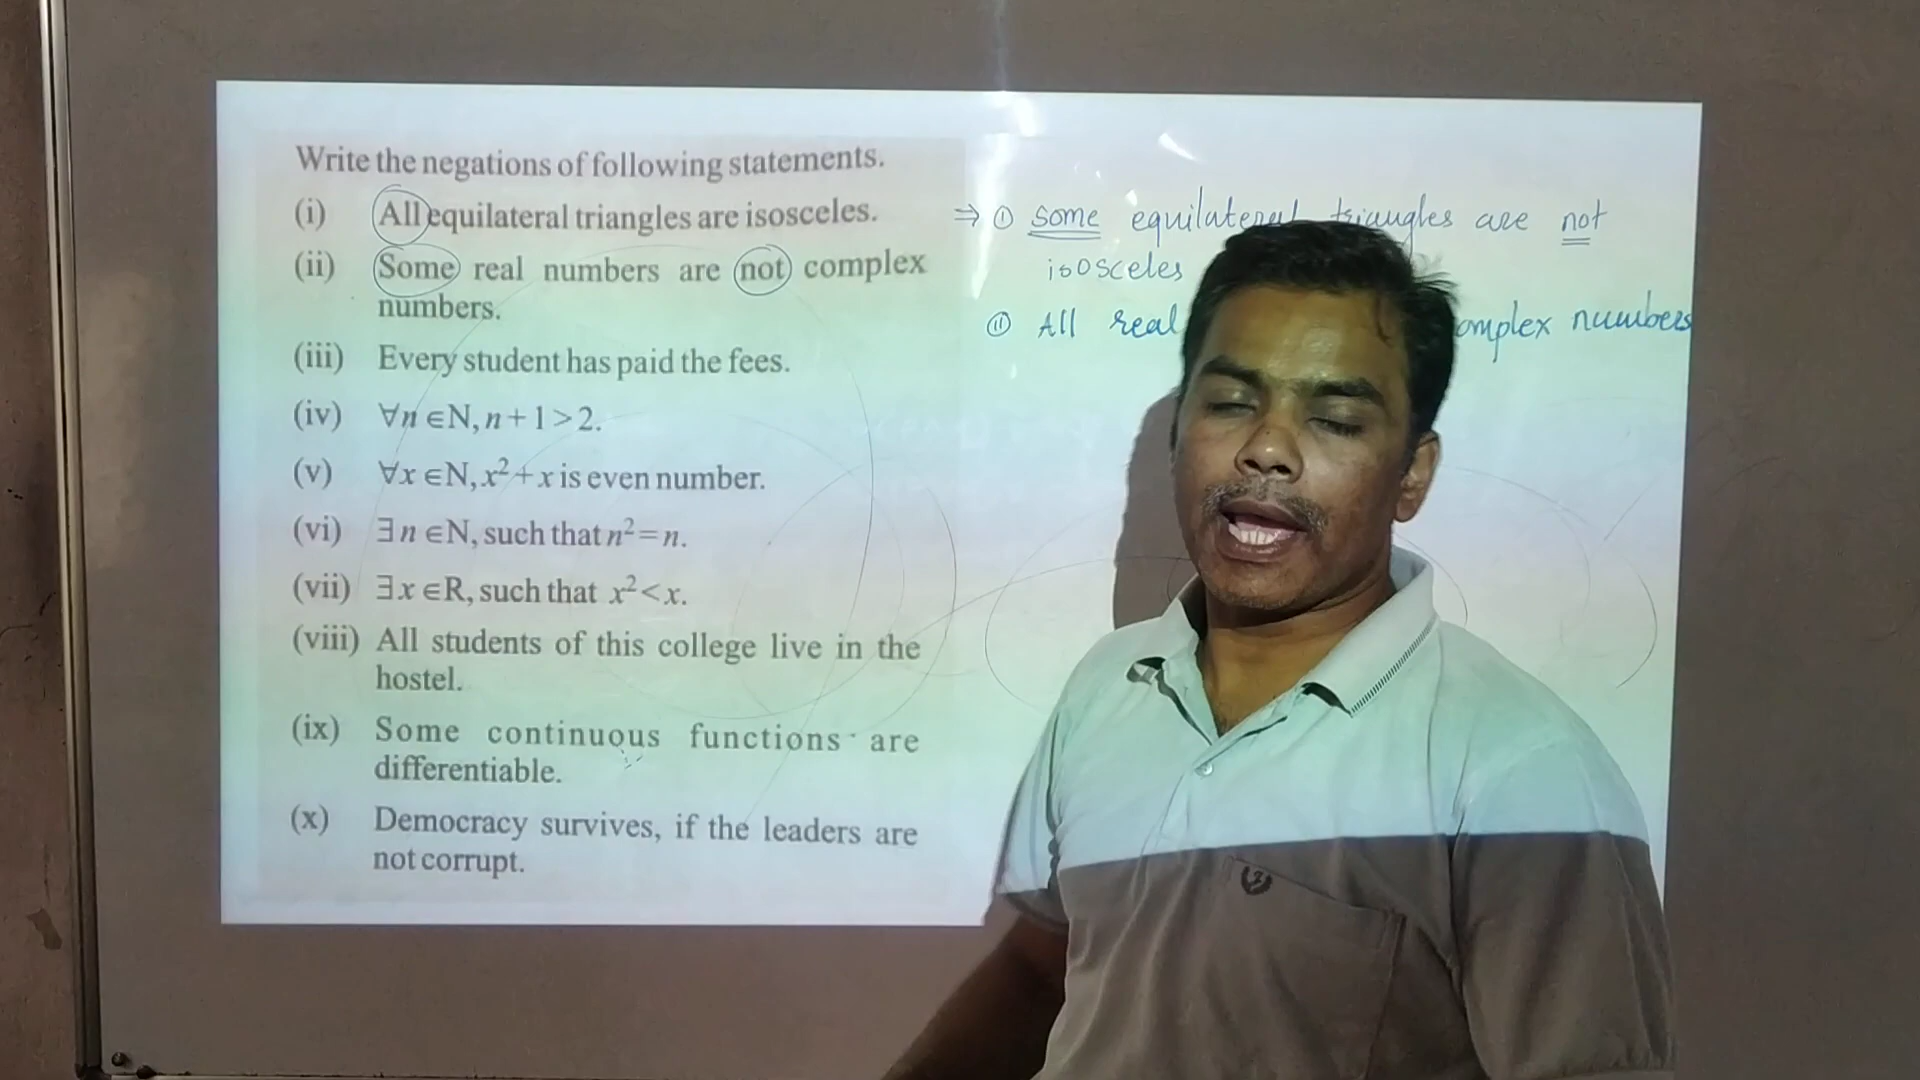 Write the negations of following statements.
(i) All equilateral triangles are isosceles.
(ii) Some real numbers are not complex
numbers.
(iii) Every student has paid the fees.
(iv) ∀n ∈N, n + 1 > 2.
(v) ∀x ∈N, x² + x is even number.
(vi) ∃ n ∈N, such that n² = n.
(vii) ∃ x ∈R, such that x² < x.
(viii) All students of this college live in the
hostel.
(ix) Some continuous functions are
differentiable.
(x) Democracy survives, if the leaders are
not corrupt.
⇒ ① some equilateral triangles are not
isosceles
⑪ All real omplex numbers